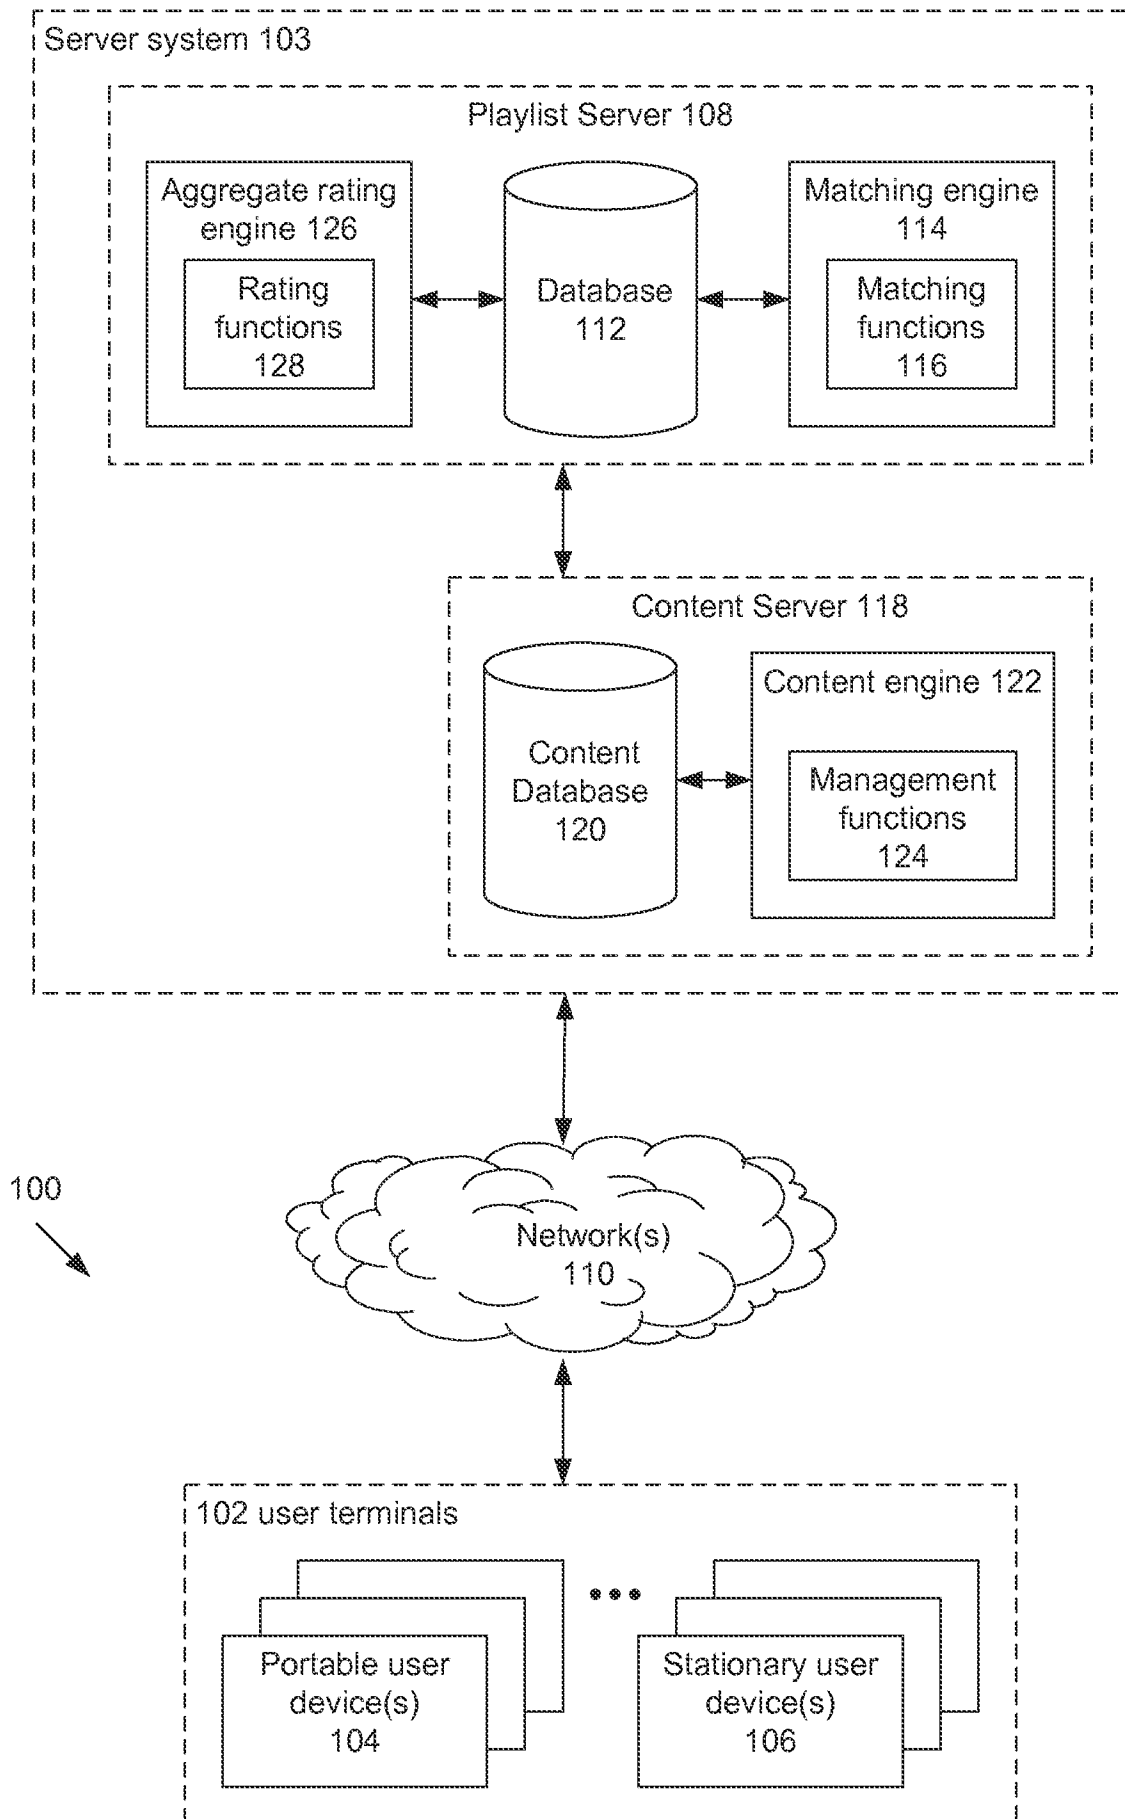 Server system 103
Playlist Server 108
Aggregate rating
engine 126
Rating
functions
128
Database
112
Matching engine
114
Matching
functions
116
Content Server 118
Content
Database
120
Content engine 122
Management
functions
124
100
Network(s)
110
102 user terminals
Portable user
device(s)
104
Stationary user
device(s)
106